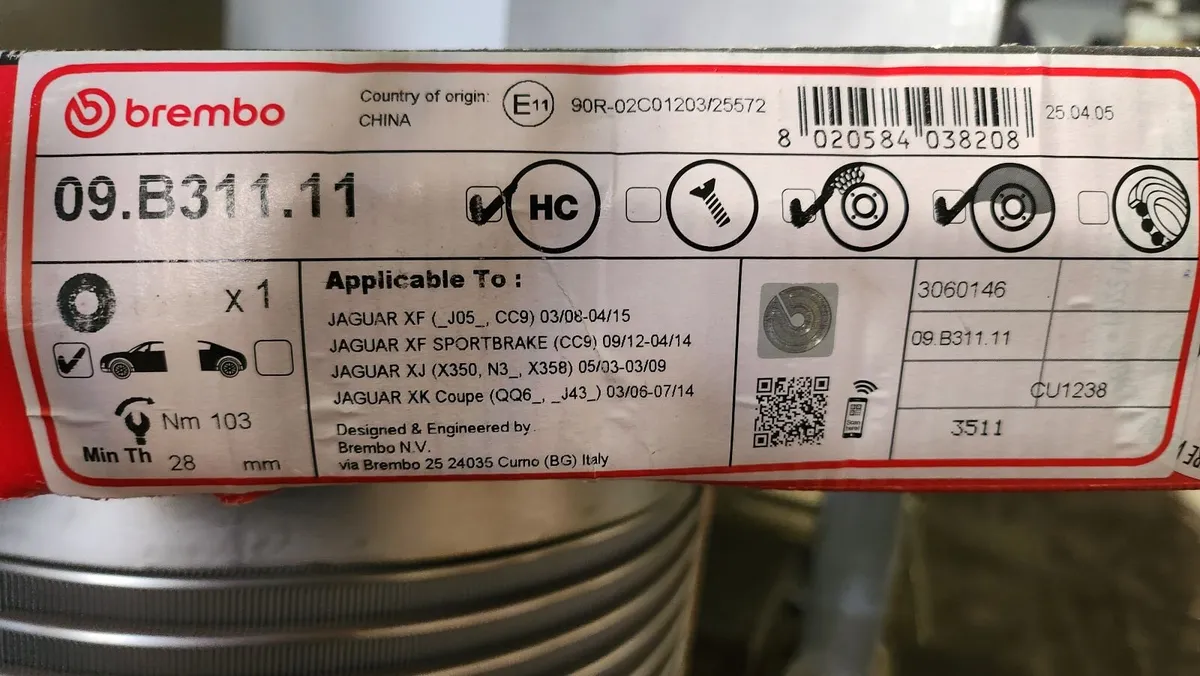 brembo
Country of origin:
CHINA
E11
90R-02C01203/25572
8 020584 038208
25.04.05
09.B311.11
HC
x 1
Nm 103
Min Th 28 mm
Applicable To :
JAGUAR XF (_J05_, CC9) 03/08-04/15
JAGUAR XF SPORTBRAKE (CC9) 09/12-04/14
JAGUAR XJ (X350, N3_, X358) 05/03-03/09
JAGUAR XK Coupe (QQ6_, _J43_) 03/06-07/14
Designed & Engineered by
Brembo N.V.
via Brembo 25 24035 Curno (BG) Italy
3060146
09.B311.11
CU1238
3511